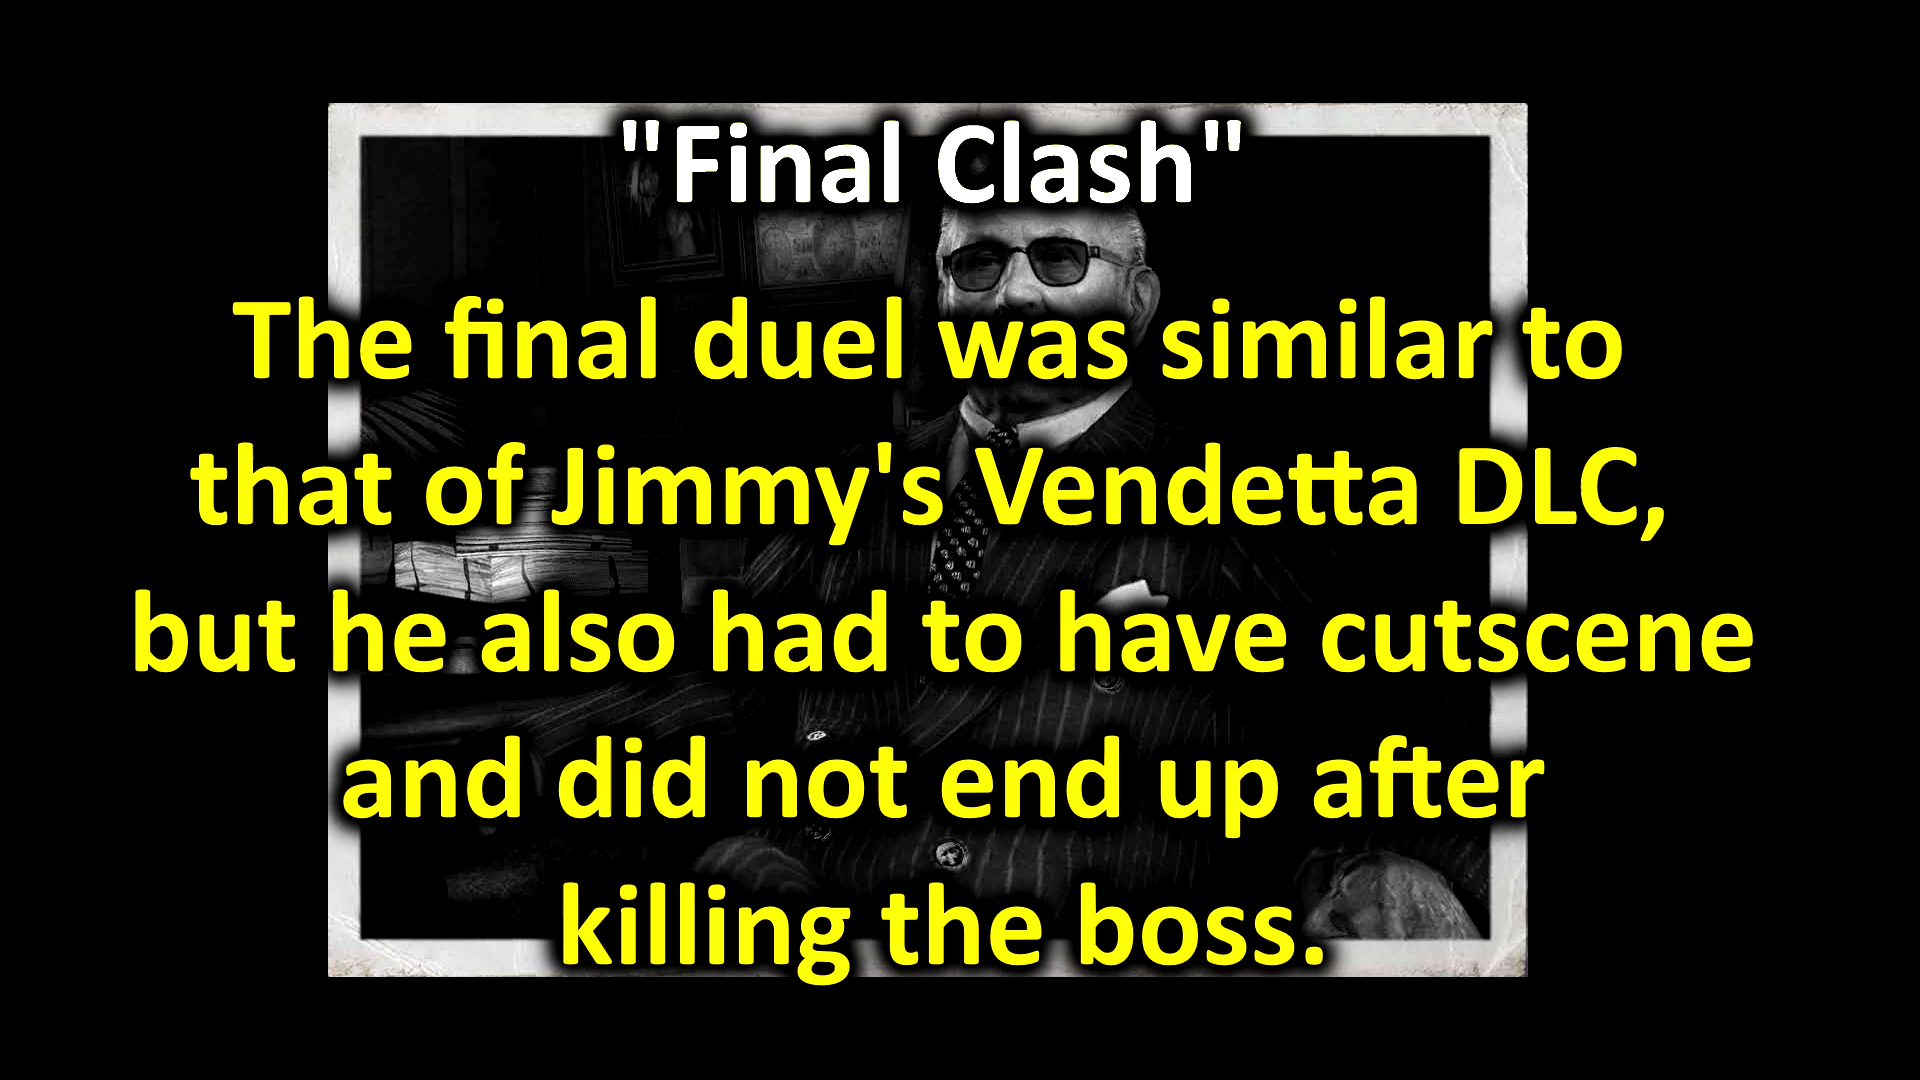 "Final Clash"
The final duel was similar to
that of Jimmy's Vendetta DLC,
but he also had to have cutscene
and did not end up after
killing the boss.